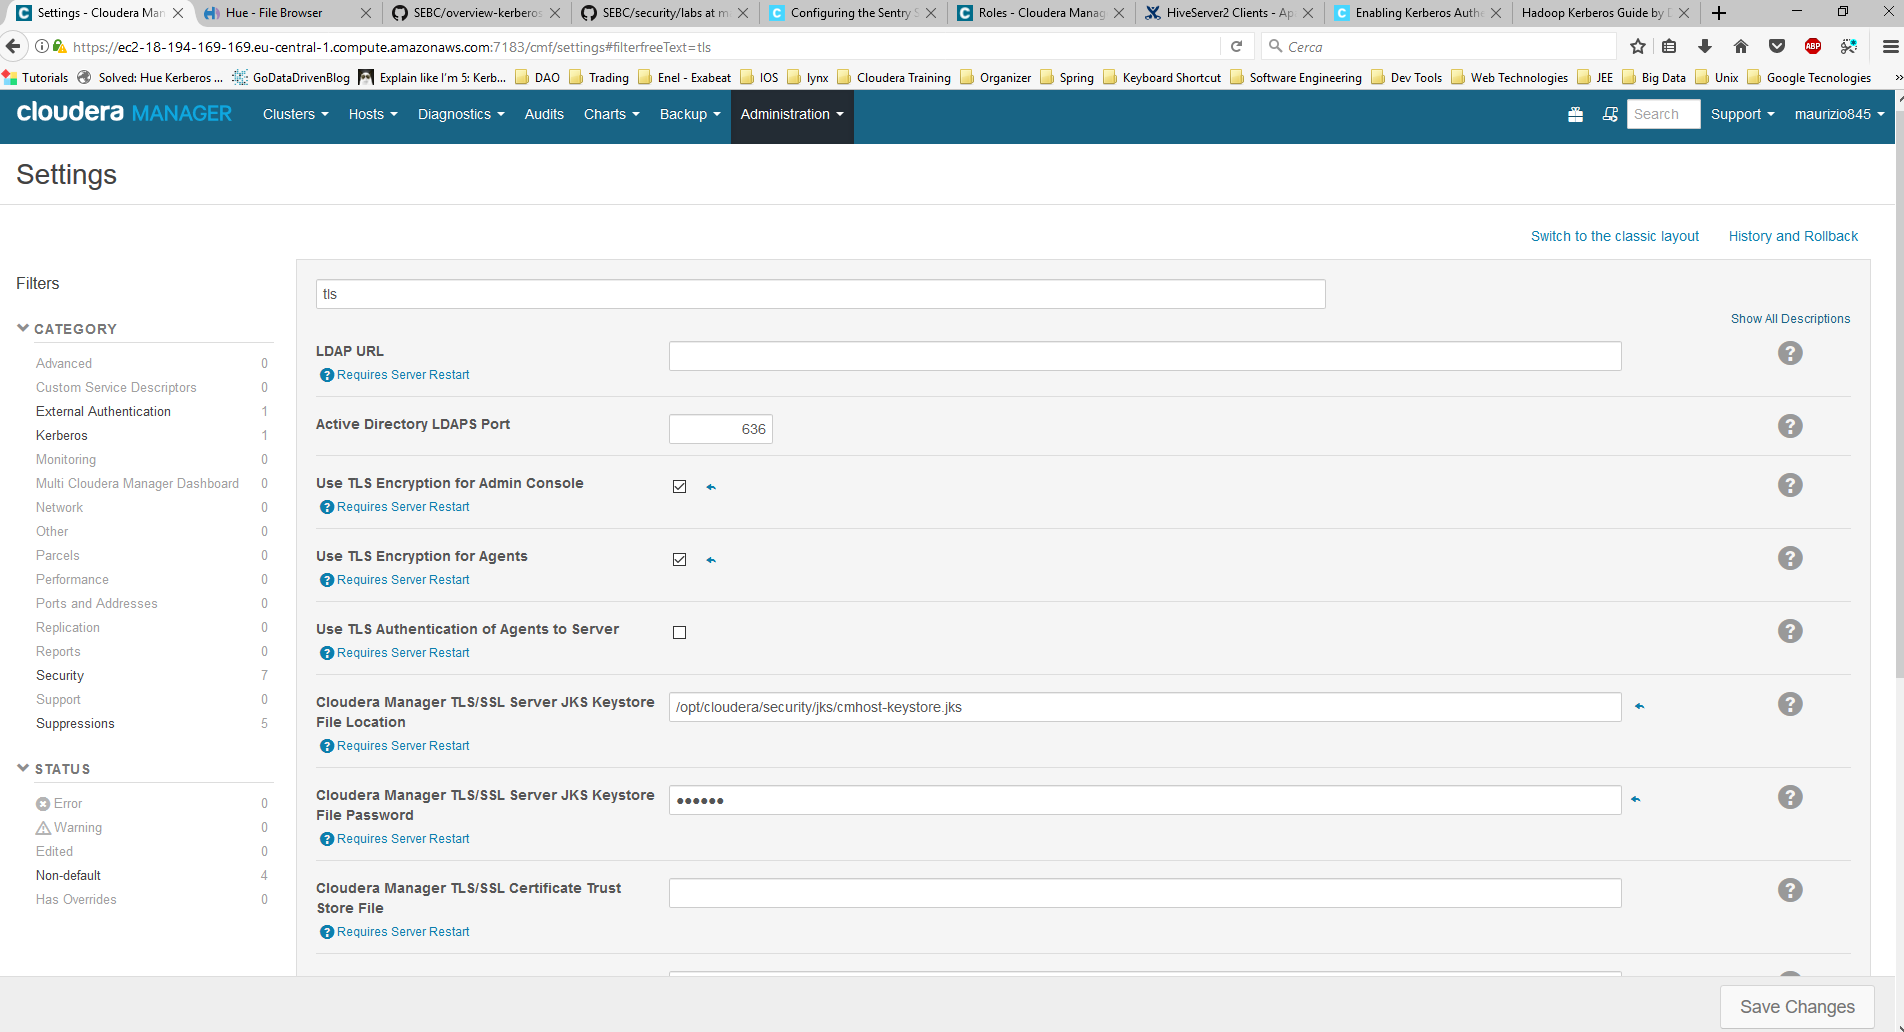 Settings - Cloudera Man
Hue - File Browser
SEBC/overview-kerberos
SEBC/security/labs at m
Configuring the Sentry S
Roles - Cloudera Manag
HiveServer2 Clients - Ap
Enabling Kerberos Authe
Hadoop Kerberos Guide by D
https://ec2-18-194-169-169.eu-central-1.compute.amazonaws.com:7183/cmf/settings#filterfreeText=tls
Cerca
ABP
Tutorials
Solved: Hue Kerberos ...
GoDataDrivenBlog
Explain like I'm 5: Kerb...
DAO
Trading
Enel - Exabeat
IOS
lynx
Cloudera Training
Organizer
Spring
Keyboard Shortcut
Software Engineering
Dev Tools
Web Technologies
JEE
Big Data
Unix
Google Tecnologies
cloudera MANAGER
Clusters
Hosts
Diagnostics
Audits
Charts
Backup
Administration
Search
Support
maurizio845
Settings
Switch to the classic layout
History and Rollback
Filters
CATEGORY
Advanced 0
Custom Service Descriptors 0
External Authentication 1
Kerberos 1
Monitoring 0
Multi Cloudera Manager Dashboard 0
Network 0
Other 0
Parcels 0
Performance 0
Ports and Addresses 0
Replication 0
Reports 0
Security 7
Support 0
Suppressions 5
STATUS
Error 0
Warning 0
Edited 0
Non-default 4
Has Overrides 0
tls
Show All Descriptions
LDAP URL
Requires Server Restart
Active Directory LDAPS Port
636
Use TLS Encryption for Admin Console
Requires Server Restart
Use TLS Encryption for Agents
Requires Server Restart
Use TLS Authentication of Agents to Server
Requires Server Restart
Cloudera Manager TLS/SSL Server JKS Keystore
File Location
/opt/cloudera/security/jks/cmhost-keystore.jks
Requires Server Restart
Cloudera Manager TLS/SSL Server JKS Keystore
File Password
••••••
Requires Server Restart
Cloudera Manager TLS/SSL Certificate Trust
Store File
Requires Server Restart
Save Changes